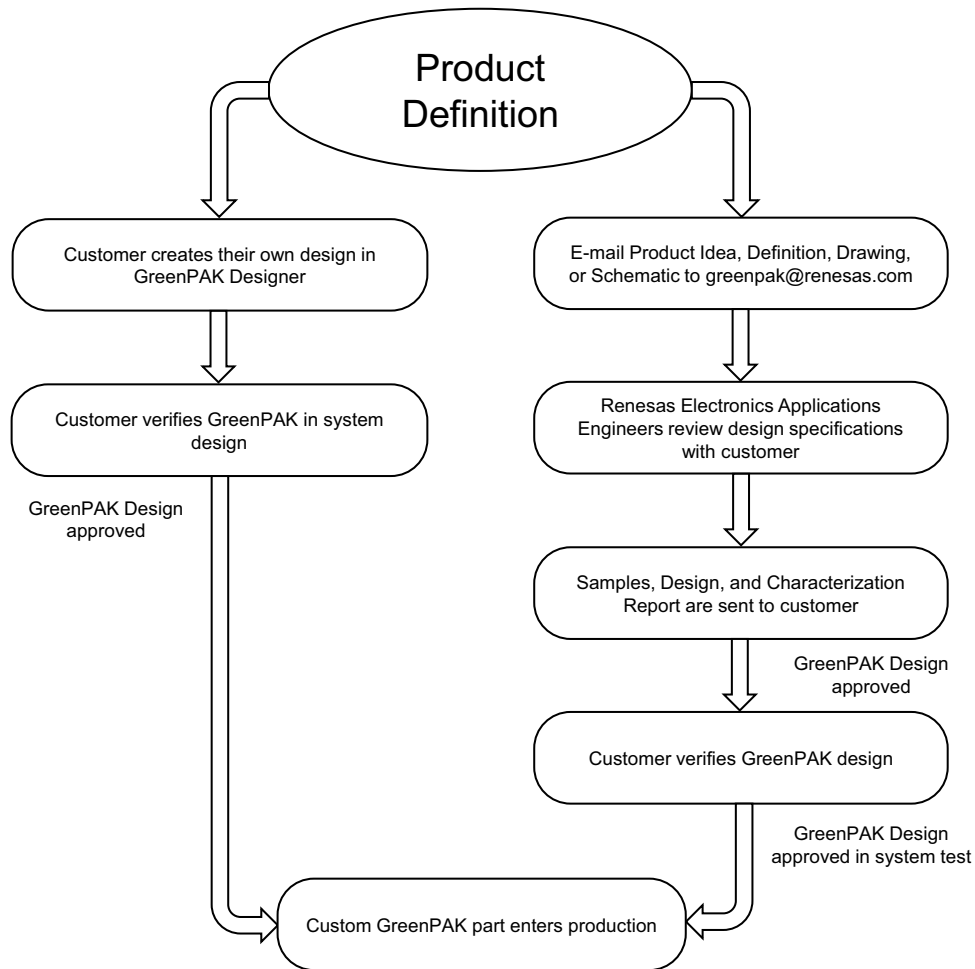 Product
Definition
Customer creates their own design in
GreenPAK Designer
Customer verifies GreenPAK in system
design
GreenPAK Design
approved
E-mail Product Idea, Definition, Drawing,
or Schematic to greenpak@renesas.com
Renesas Electronics Applications
Engineers review design specifications
with customer
Samples, Design, and Characterization
Report are sent to customer
GreenPAK Design
approved
Customer verifies GreenPAK design
GreenPAK Design
approved in system test
Custom GreenPAK part enters production